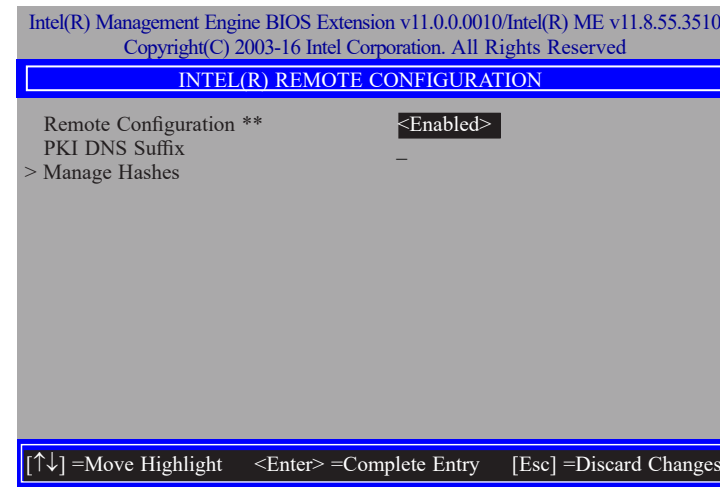 Intel(R) Management Engine BIOS Extension v11.0.0.0010/Intel(R) ME v11.8.55.3510
Copyright(C) 2003-16 Intel Corporation. All Rights Reserved
INTEL(R) REMOTE CONFIGURATION
Remote Configuration ** <Enabled>
PKI DNS Suffix _
> Manage Hashes
[↑↓] =Move Highlight <Enter> =Complete Entry [Esc] =Discard Changes